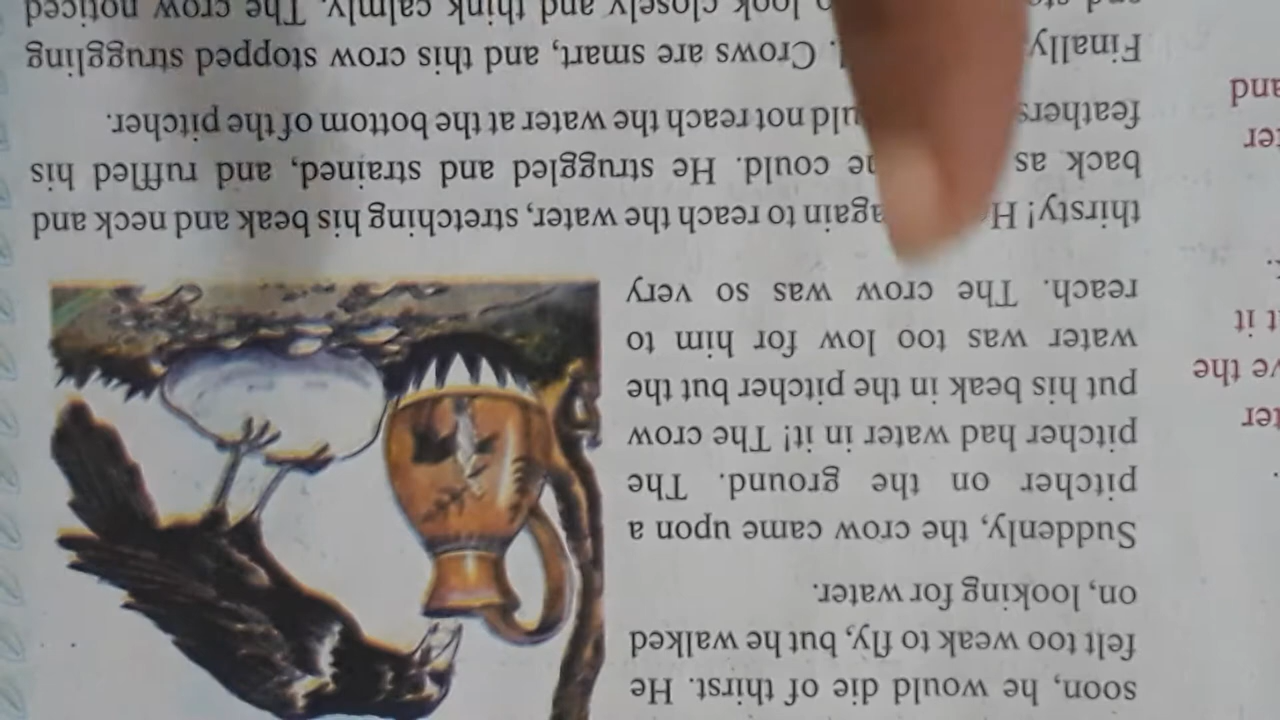 soon, he would die of thirst. He
felt too weak to fly, but he walked
on, looking for water.
Suddenly, the crow came upon a
pitcher on the ground. The
pitcher had water in it! The crow
put his beak in the pitcher but the
water was too low for him to
reach. The crow was so very
thirsty! again to reach the water, stretching his beak and neck and
back as he could. He struggled and strained, and ruffled his
feathers not reach the water at the bottom of the pitcher.
Finally Crows are smart, and this crow stopped struggling
and look closely and think calmly. The crow noticed
it
the
and